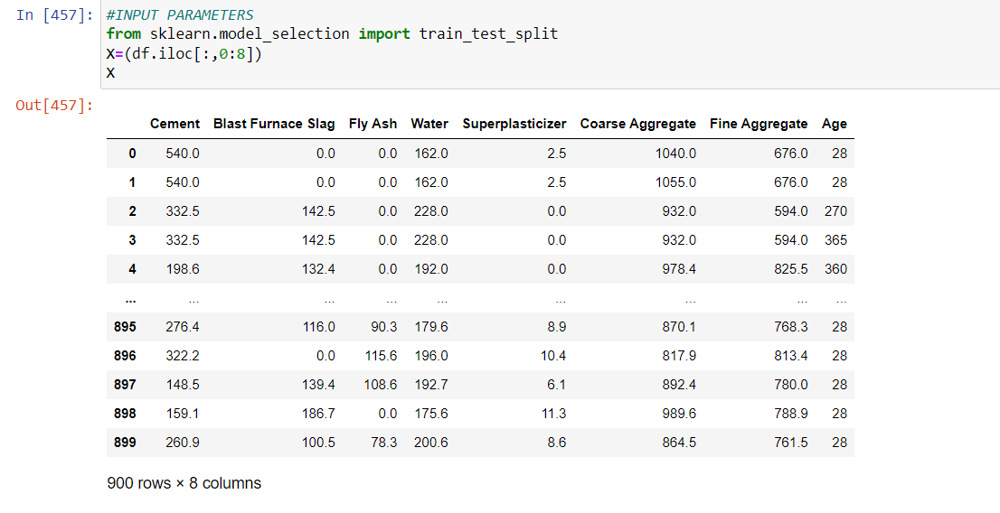 In [457]: #INPUT PARAMETERS
from sklearn.model_selection import train_test_split
X=(df.iloc[:,0:8])
X
Out[457]:
Cement Blast Furnace Slag Fly Ash Water Superplasticizer Coarse Aggregate Fine Aggregate Age
0 540.0 0.0 0.0 162.0 2.5 1040.0 676.0 28
1 540.0 0.0 0.0 162.0 2.5 1055.0 676.0 28
2 332.5 142.5 0.0 228.0 0.0 932.0 594.0 270
3 332.5 142.5 0.0 228.0 0.0 932.0 594.0 365
4 198.6 132.4 0.0 192.0 0.0 978.4 825.5 360
... ... ... ... ... ... ... ... ...
895 276.4 116.0 90.3 179.6 8.9 870.1 768.3 28
896 322.2 0.0 115.6 196.0 10.4 817.9 813.4 28
897 148.5 139.4 108.6 192.7 6.1 892.4 780.0 28
898 159.1 186.7 0.0 175.6 11.3 989.6 788.9 28
899 260.9 100.5 78.3 200.6 8.6 864.5 761.5 28
900 rows × 8 columns